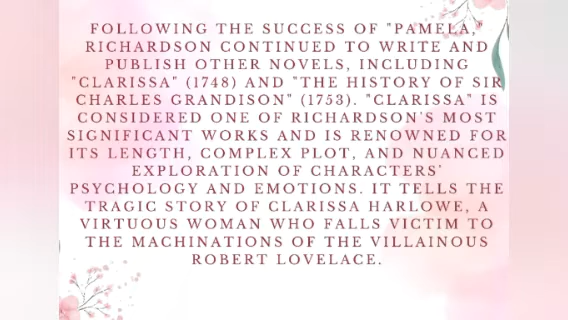 FOLLOWING THE SUCCESS OF "PAMELA,"
RICHARDSON CONTINUED TO WRITE AND
PUBLISH OTHER NOVELS, INCLUDING
"CLARISSA" (1748) AND "THE HISTORY OF SIR
CHARLES GRANDISON" (1753). "CLARISSA" IS
CONSIDERED ONE OF RICHARDSON'S MOST
SIGNIFICANT WORKS AND IS RENOWNED FOR
ITS LENGTH, COMPLEX PLOT, AND NUANCED
EXPLORATION OF CHARACTERS'
PSYCHOLOGY AND EMOTIONS. IT TELLS THE
TRAGIC STORY OF CLARISSA HARLOWE, A
VIRTUOUS WOMAN WHO FALLS VICTIM TO
THE MACHINATIONS OF THE VILLAINOUS
ROBERT LOVELACE.